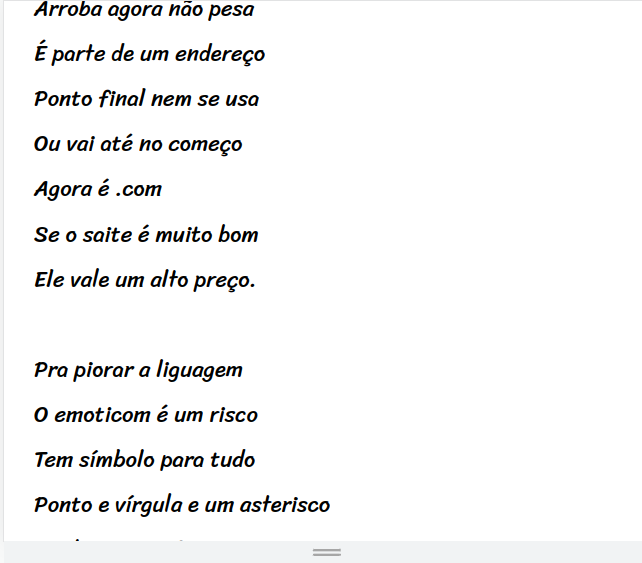 Arroba agora não pesa
É parte de um endereço
Ponto final nem se usa
Ou vai até no começo
Agora é .com
Se o saite é muito bom
Ele vale um alto preço.
Pra piorar a liguagem
O emoticom é um risco
Tem símbolo para tudo
Ponto e vírgula e um asterisco